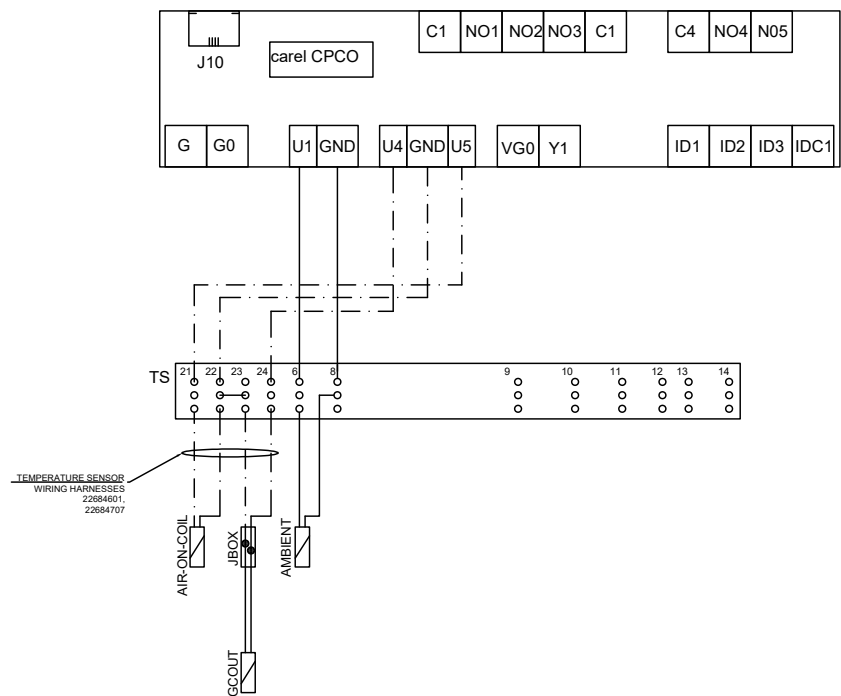 C1 NO1 NO2 NO3 C1 C4 NO4 N05
J10
carel CPCO
G G0 U1 GND U4 GND U5 VG0 Y1 ID1 ID2 ID3 IDC1
TS
21 22 23 24 6 8 9 10 11 12 13 14
TEMPERATURE SENSOR
WIRING HARNESSES
22684601,
22684707
AIR-ON-COIL
JBOX
AMBIENT
GCOUT